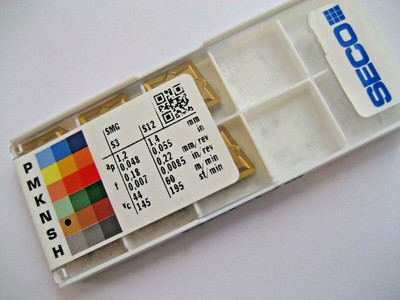 SECO
P
M
K
N
S
H
SMG
S3 S12
ap 1,2 1,4 mm
0,048 0,055 in
f 0,18 0,22 mm/rev
0,007 0,0085 in/rev
vc 44 60 m/min
145 195 sf/min